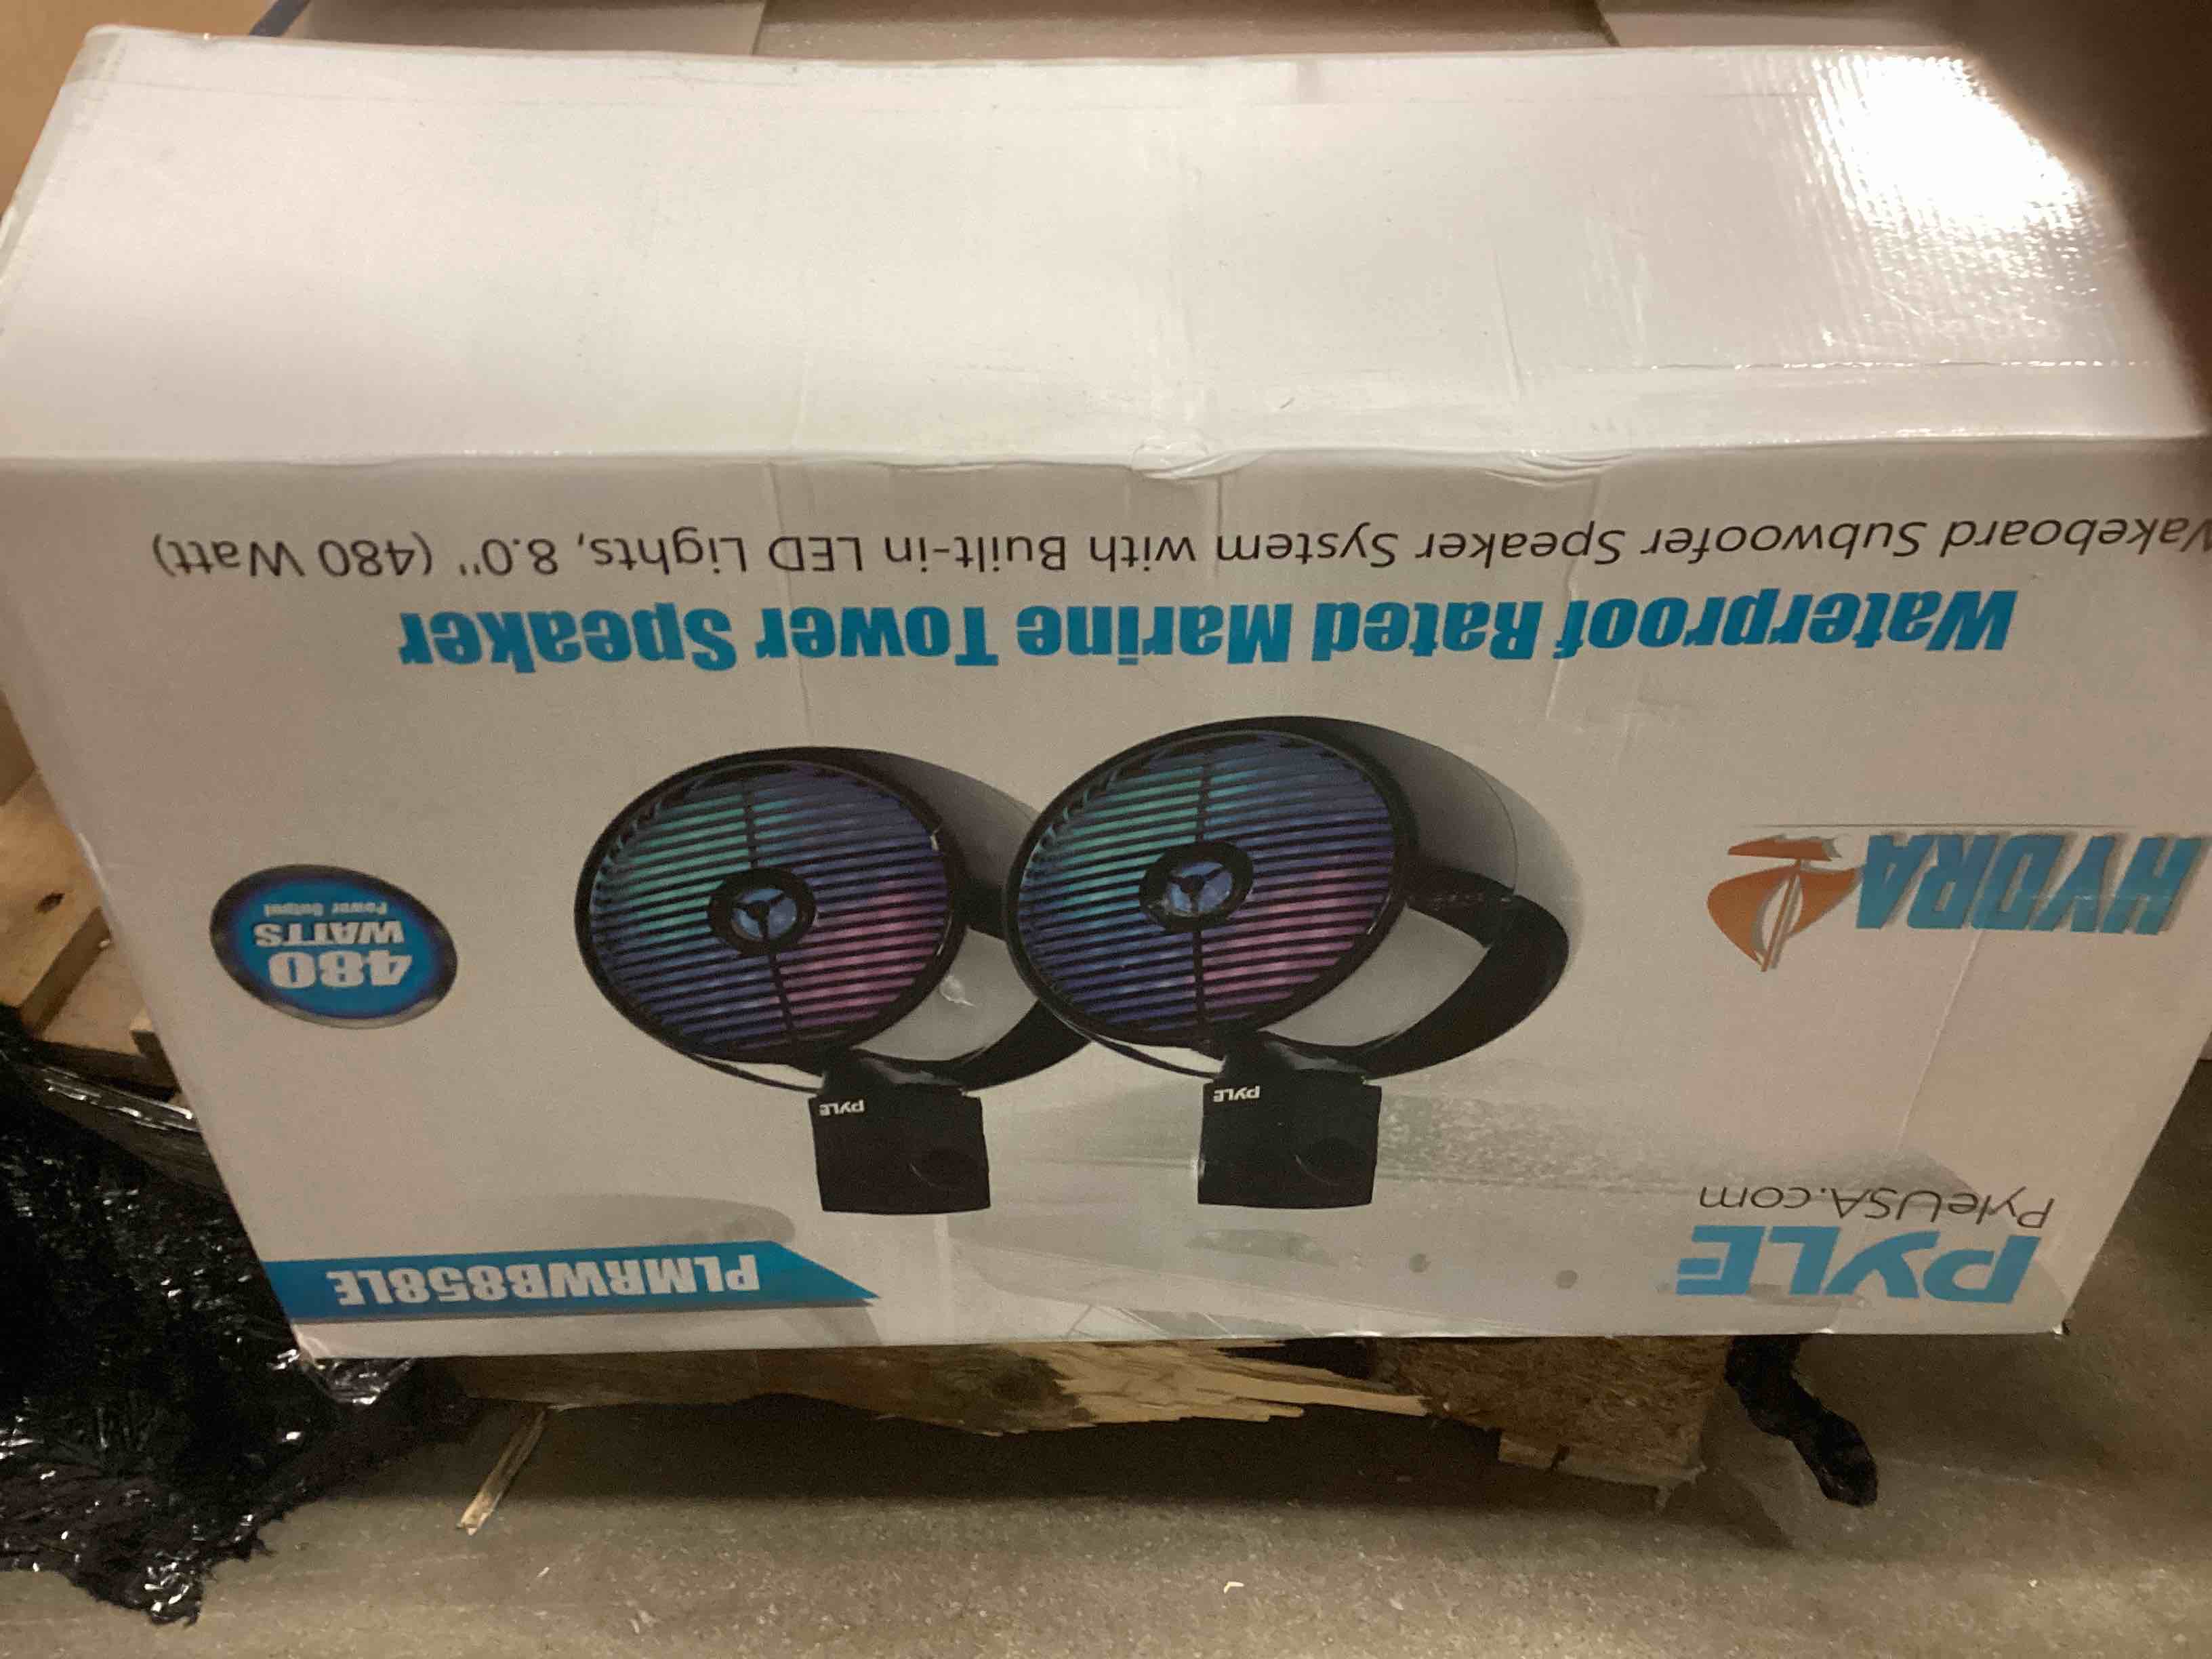 PYLE
PyleUSA.com
PLMRWB858LE
PYLE
PYLE
HYDRA
480
WATTS
Power Output
Waterproof Rated Marine Tower Speaker
Wakeboard Subwoofer Speaker System with Built-in LED Lights, 8.0" (480 Watt)